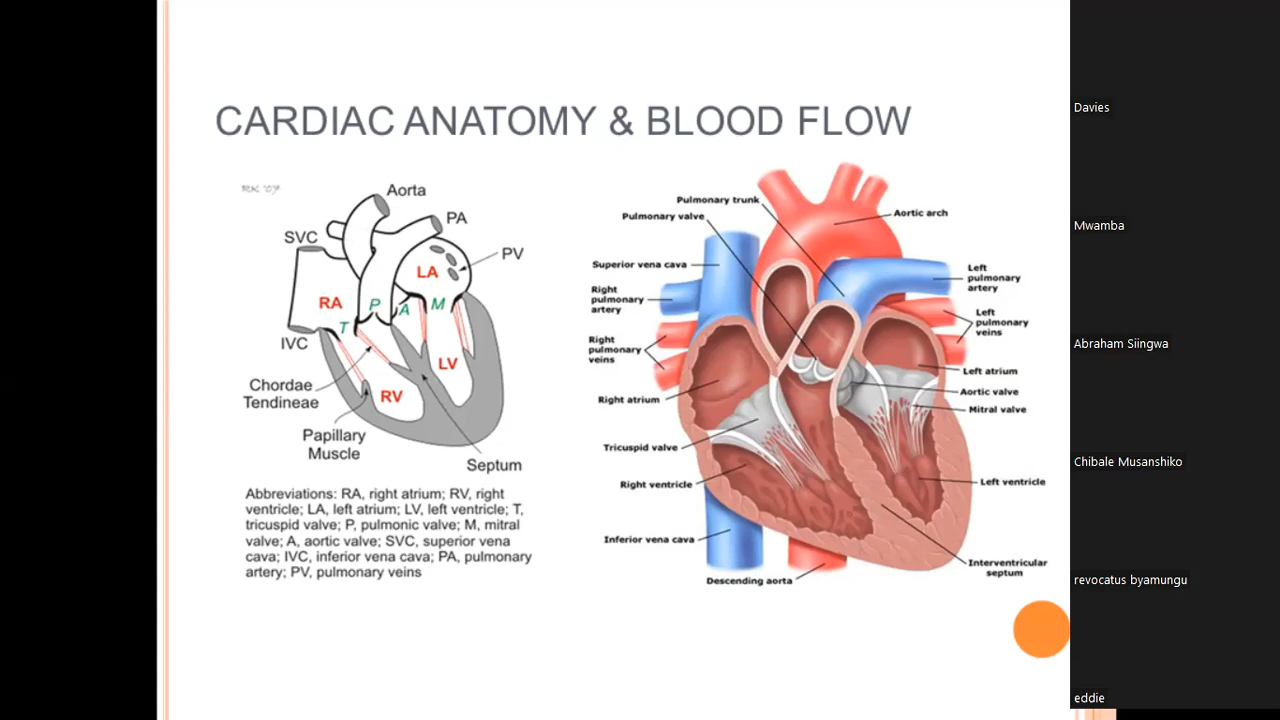 CARDIAC ANATOMY & BLOOD FLOW
RK '07
Aorta
PA
SVC
PV
LA
RA
P
A
M
T
IVC
LV
Chordae
Tendineae
RV
Papillary
Muscle
Septum
Abbreviations: RA, right atrium; RV, right
ventricle; LA, left atrium; LV, left ventricle; T,
tricuspid valve; P, pulmonic valve; M, mitral
valve; A, aortic valve; SVC, superior vena
cava; IVC, inferior vena cava; PA, pulmonary
artery; PV, pulmonary veins
Pulmonary trunk
Pulmonary valve
Aortic arch
Superior vena cava
Left
pulmonary
artery
Right
pulmonary
artery
Left
pulmonary
veins
Right
pulmonary
veins
Left atrium
Right atrium
Aortic valve
Mitral valve
Tricuspid valve
Right ventricle
Left ventricle
Inferior vena cava
Interventricular
septum
Descending aorta
Davies
Mwamba
Abraham Siingwa
Chibale Musanshiko
revocatus byamungu
eddie